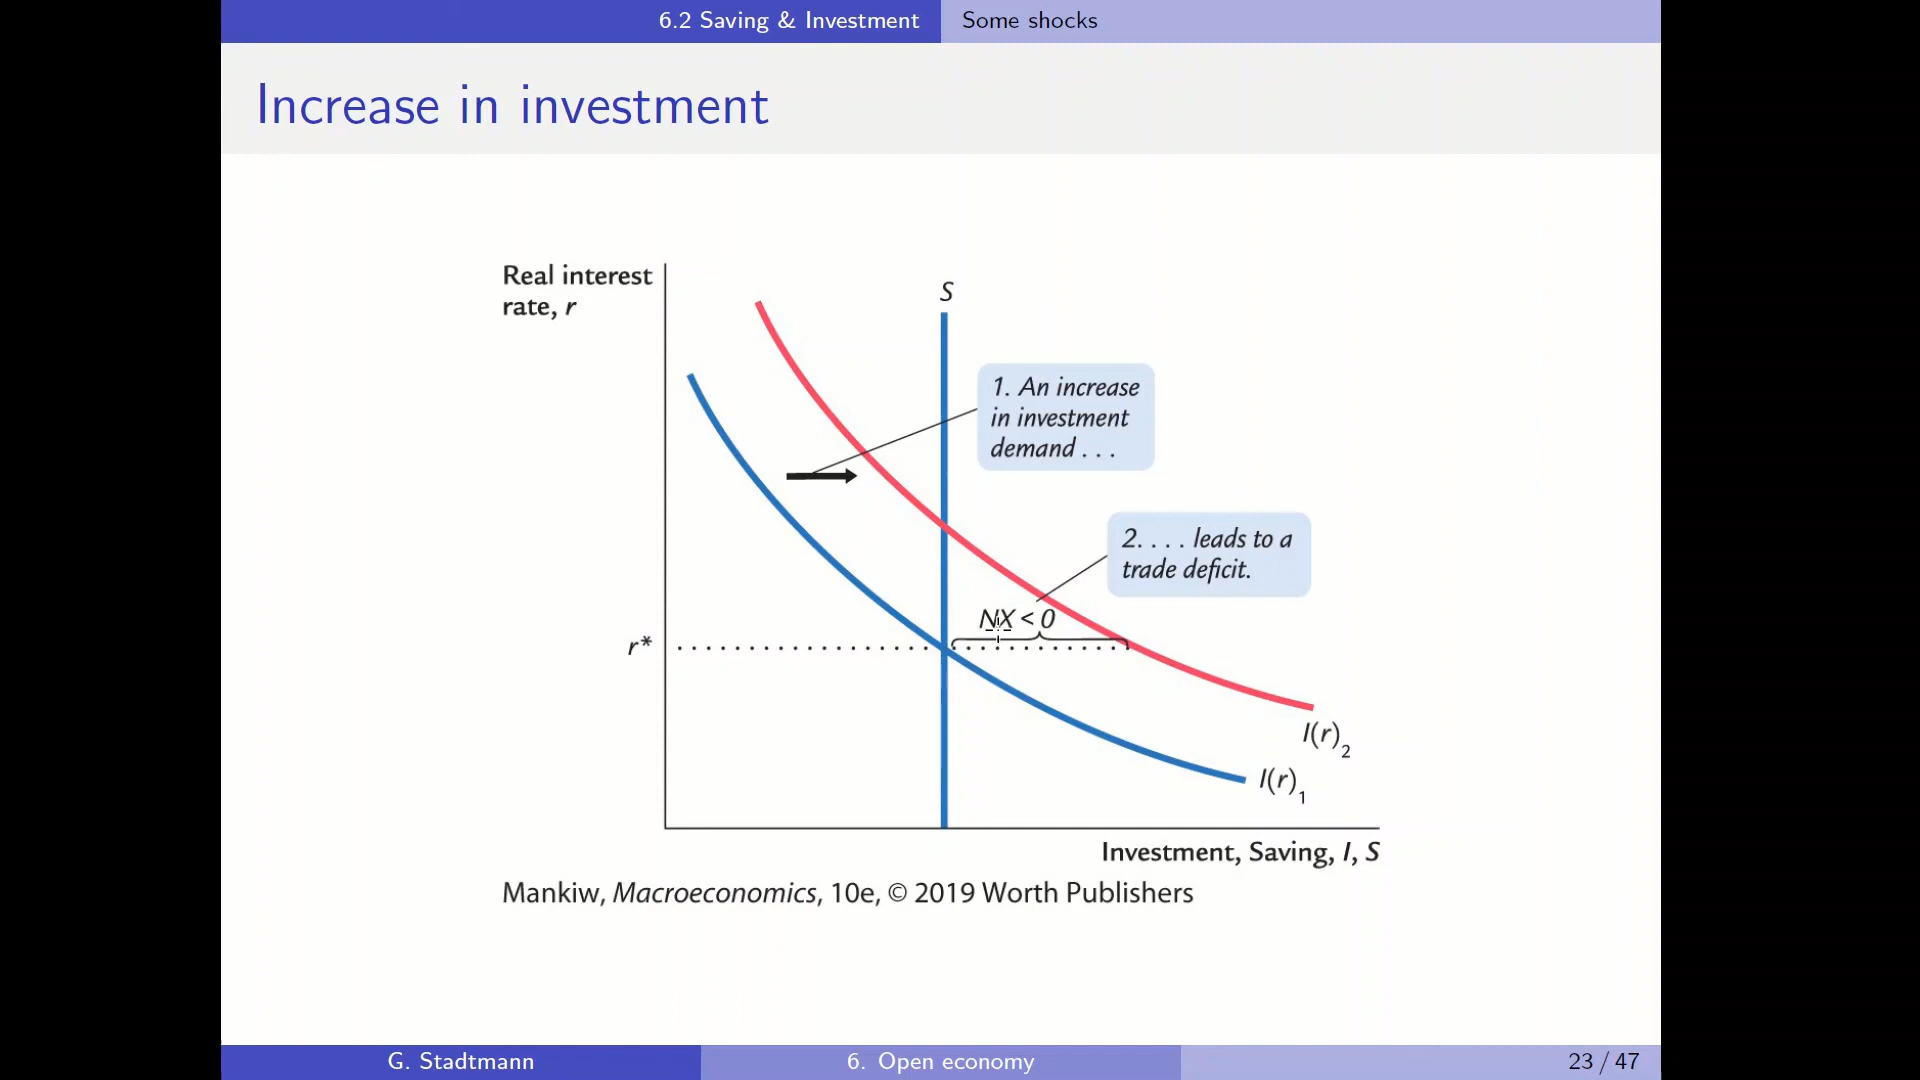 6.2 Saving & Investment
Some shocks
Increase in investment
Real interest
rate, r
S
1. An increase
in investment
demand . . .
2. . . . leads to a
trade deficit.
NX < 0
r*
I(r)2
I(r)1
Investment, Saving, I, S
Mankiw, Macroeconomics, 10e, © 2019 Worth Publishers
G. Stadtmann
6. Open economy
23 / 47